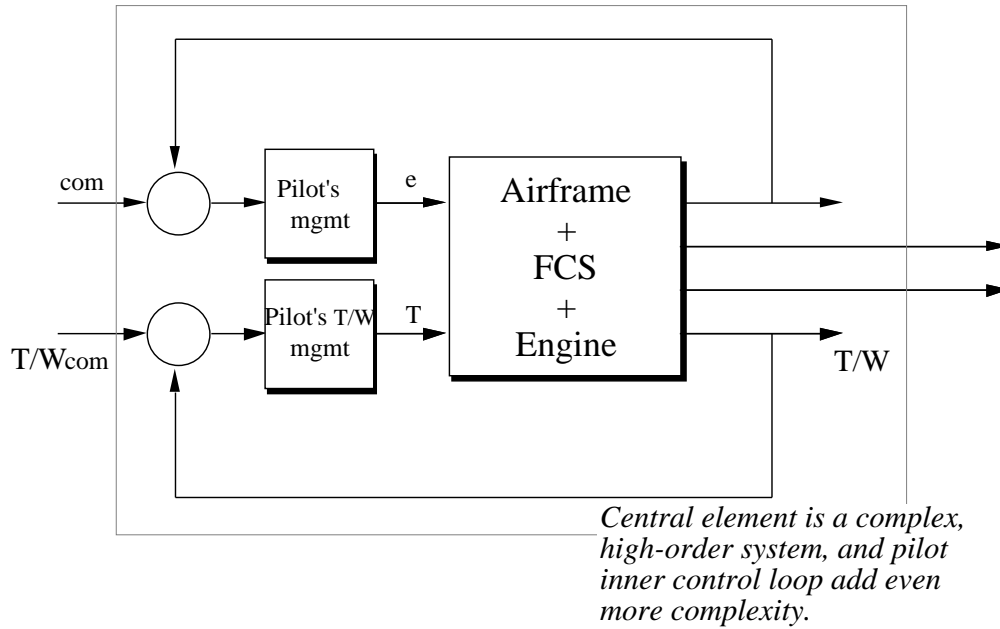 com
Pilot's
mgmt
e
Airframe
+
FCS
+
Engine
T/Wcom
Pilot's T/W
mgmt
T
T/W
Central element is a complex,
high-order system, and pilot
inner control loop add even
more complexity.